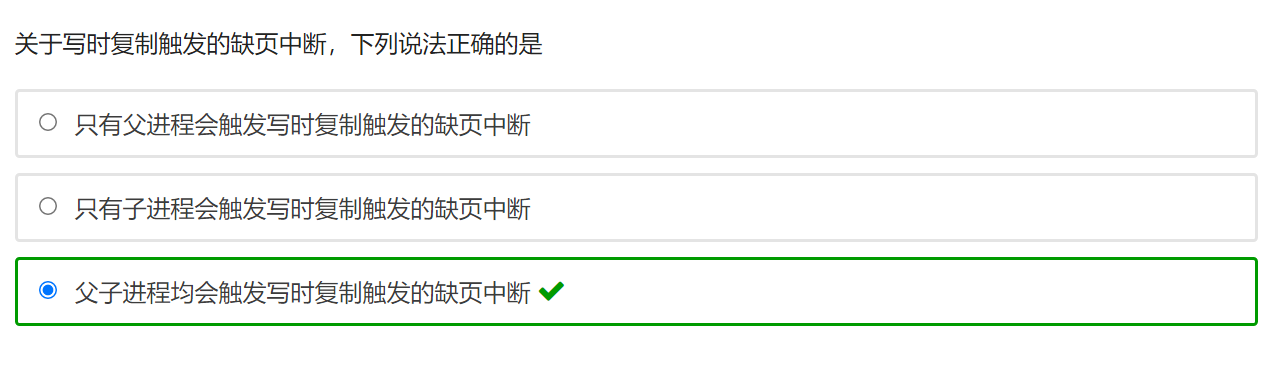 关于写时复制触发的缺页中断，下列说法正确的是
只有父进程会触发写时复制触发的缺页中断
只有子进程会触发写时复制触发的缺页中断
父子进程均会触发写时复制触发的缺页中断